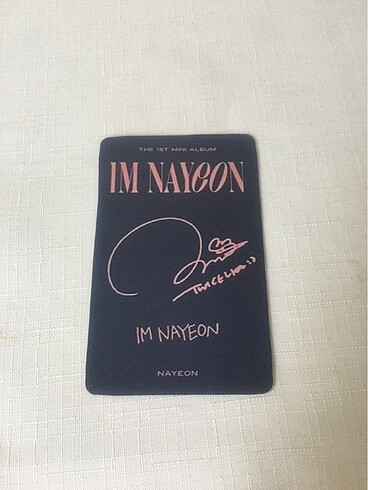 THE 1ST MINI ALBUM
IM NAYEON
IM NAYEON
NAYEON